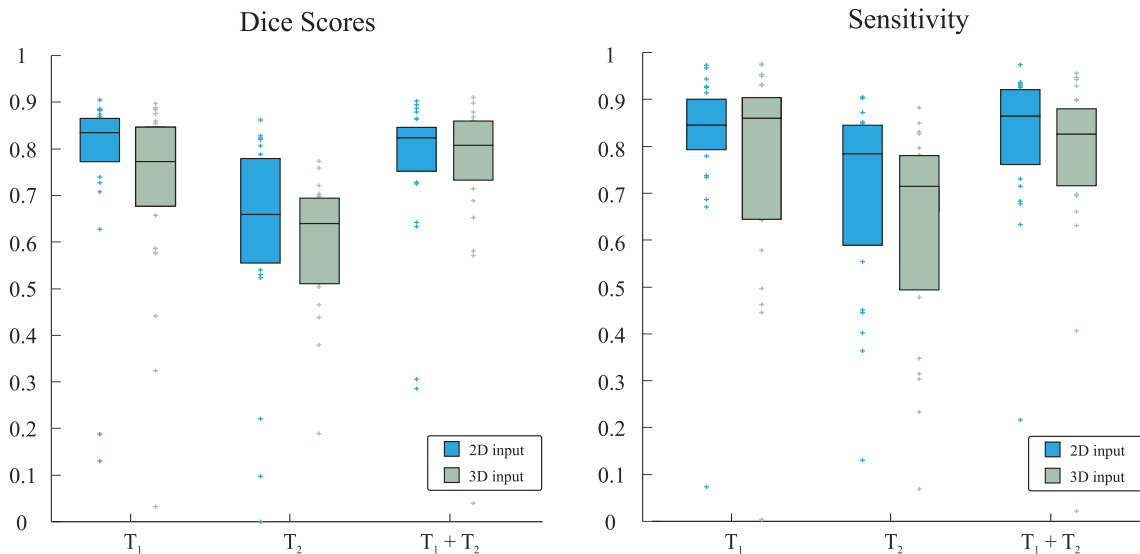 Dice Scores
1
0.9
0.8
0.7
0.6
0.5
0.4
0.3
0.2
0.1
0
T₁
T₂
T₁ + T₂
2D input
3D input
Sensitivity
1
0.9
0.8
0.7
0.6
0.5
0.4
0.3
0.2
0.1
0
T₁
T₂
T₁ + T₂
2D input
3D input